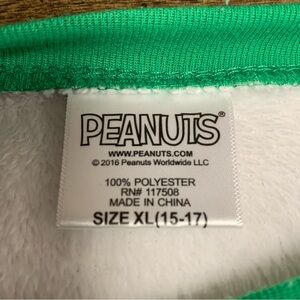 PEANUTS®
WWW.PEANUTS.COM
© 2016 Peanuts Worldwide LLC
100% POLYESTER
RN# 117508
MADE IN CHINA
SIZE XL(15-17)